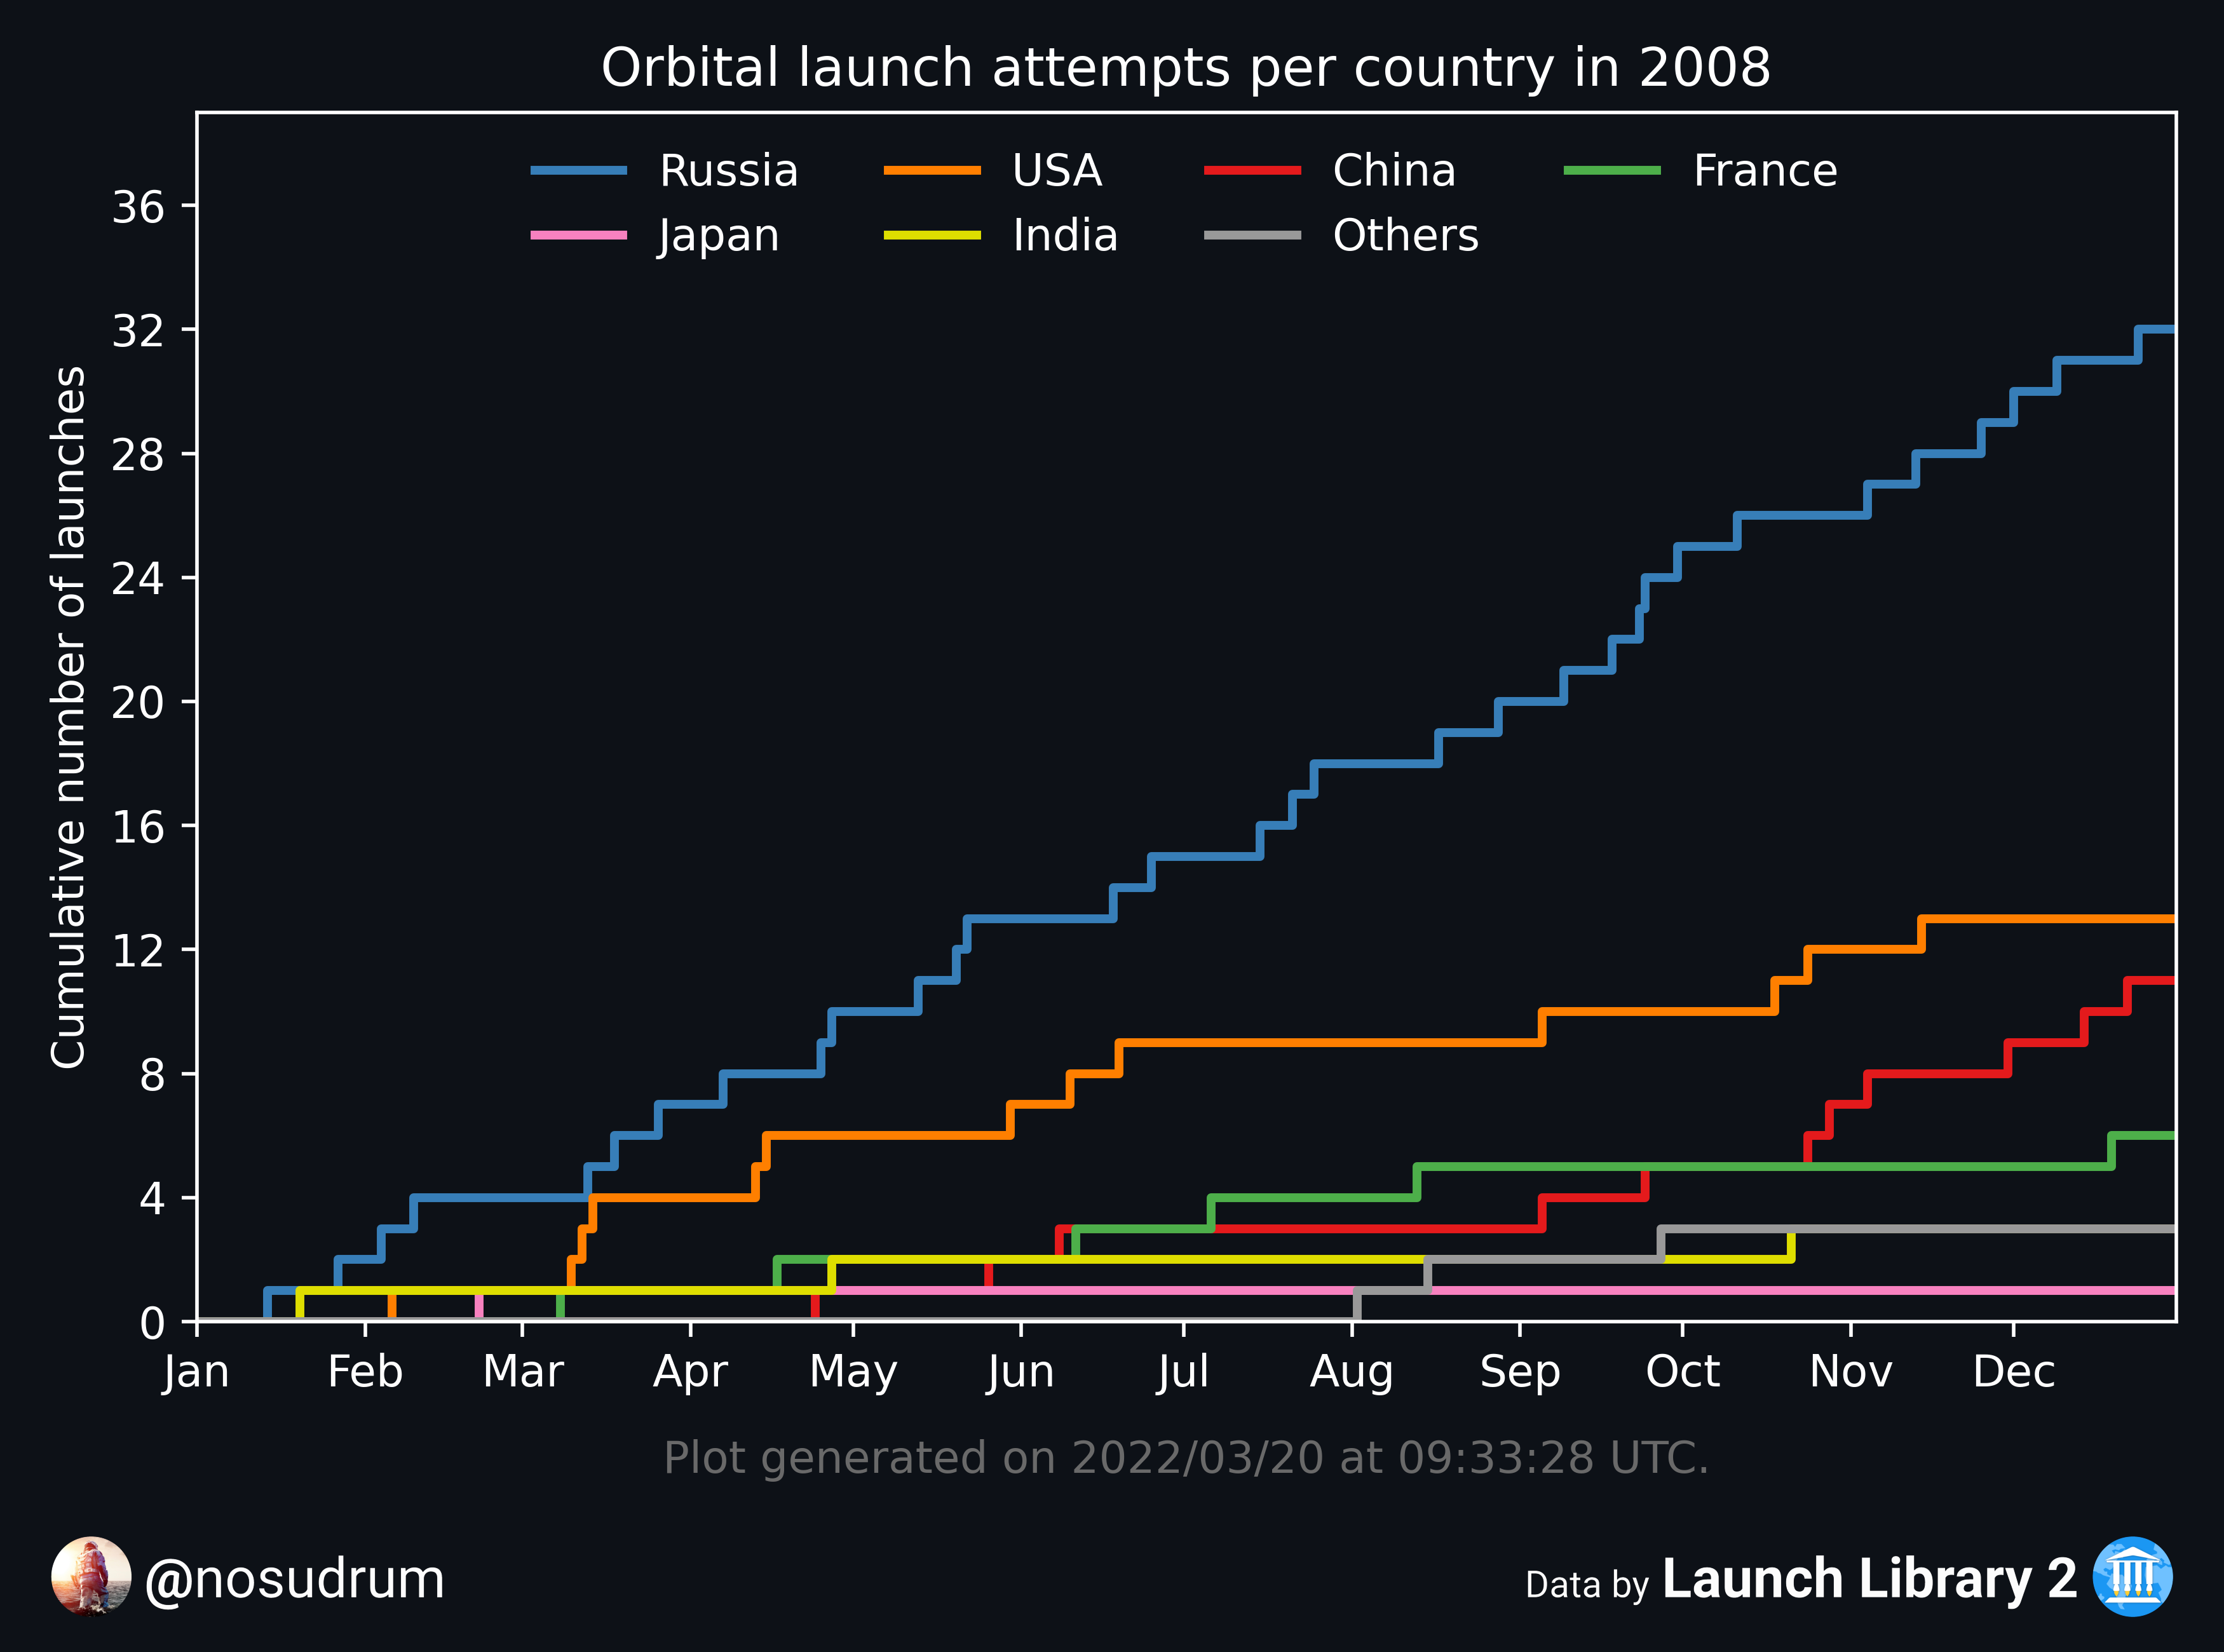 Orbital launch attempts per country in 2008
Russia USA China France
Japan India Others
Cumulative number of launches
36
32
28
24
20
16
12
8
4
0
Jan Feb Mar Apr May Jun Jul Aug Sep Oct Nov Dec
Plot generated on 2022/03/20 at 09:33:28 UTC.
@nosudrum
Data by Launch Library 2